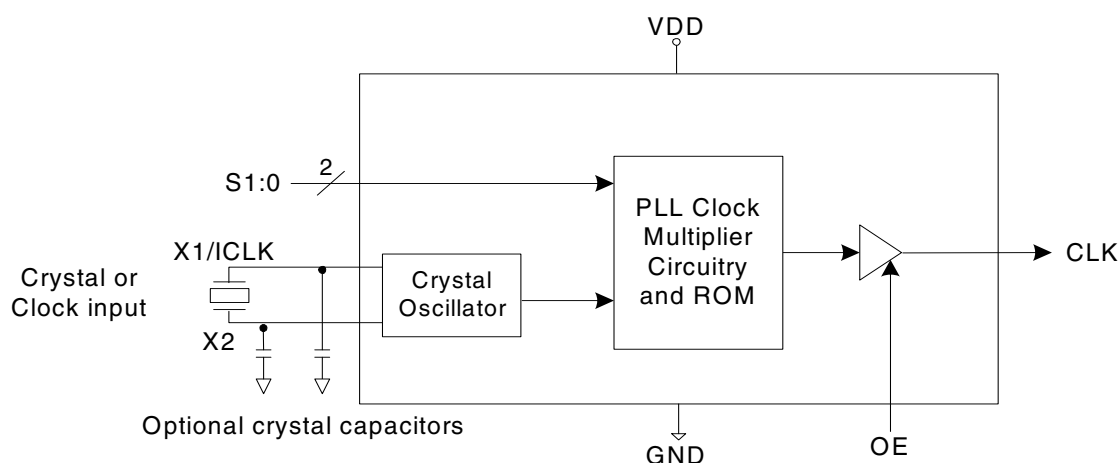 VDD
2
S1:0
PLL Clock
Multiplier
Circuitry
and ROM
X1/ICLK
CLK
Crystal or
Clock input
Crystal
Oscillator
X2
Optional crystal capacitors
GND
OE